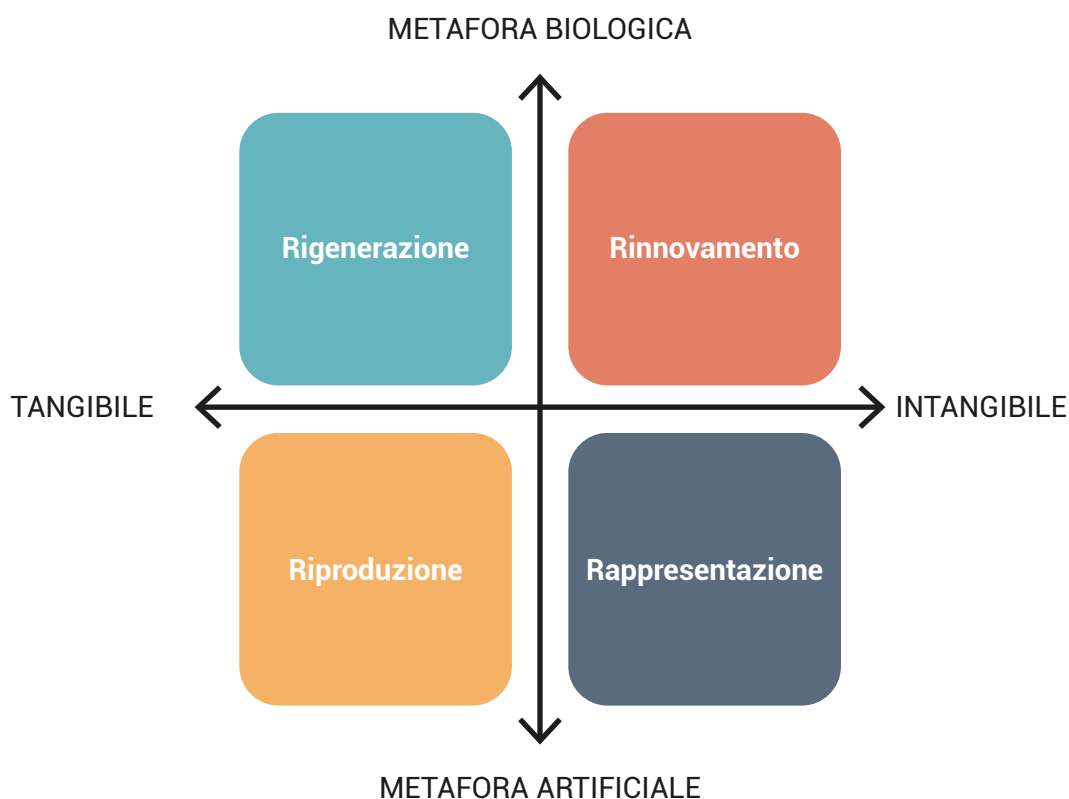 METAFORA BIOLOGICA
Rigenerazione
Rinnovamento
TANGIBILE
INTANGIBILE
Riproduzione
Rappresentazione
METAFORA ARTIFICIALE